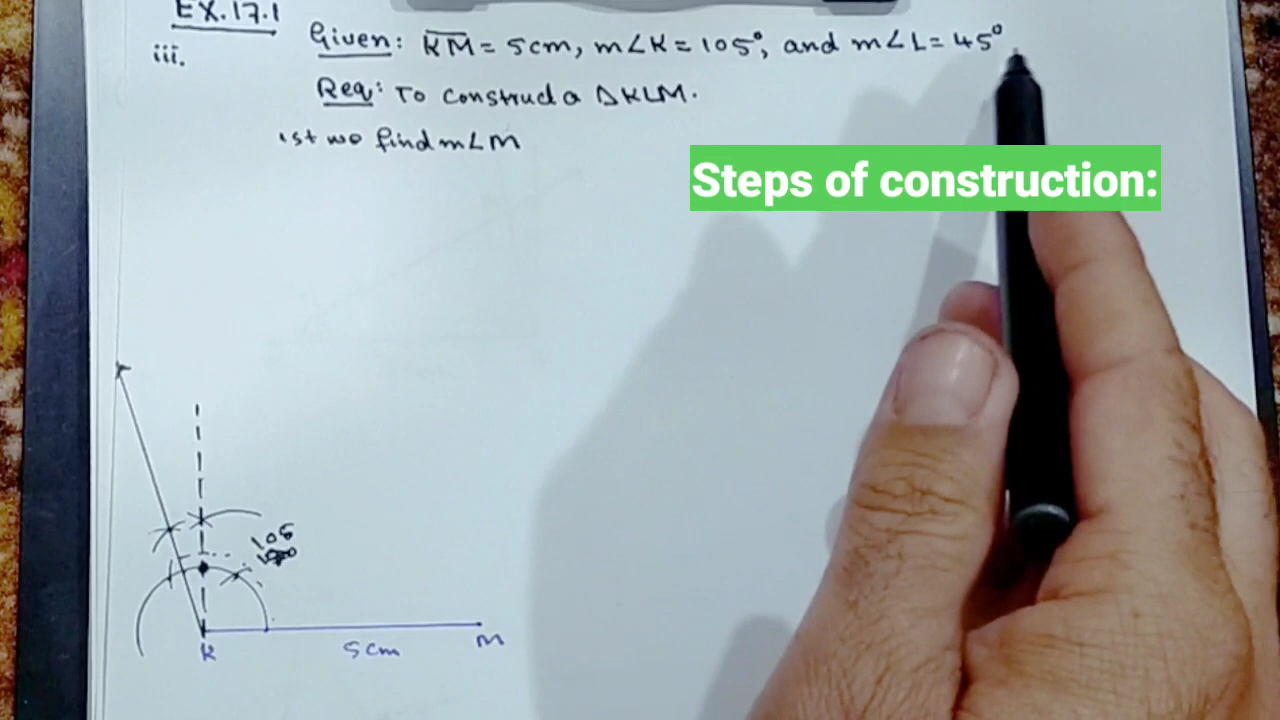 EX.17.1
iii. Given: KM = 5cm, m∠K = 105°, and m∠L = 45°
Req: To construct a △KLM.
1st we find m∠M
Steps of construction:
105
K 5cm M